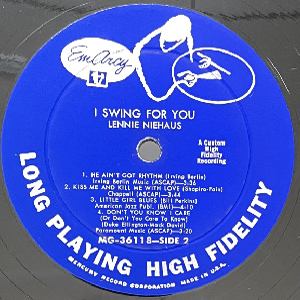 EmArcy
I SWING FOR YOU
LENNIE NIEHAUS
A Custom
High
Fidelity
Recording
1. HE AIN'T GOT RHYTHM (Irving Berlin)
Irving Berlin Music (ASCAP)—5:36
2. KISS ME AND KILL ME WITH LOVE (Shapiro-Pais)
Chappell (ASCAP)—3:44
3. LITTLE GIRL BLUES (Bill Perkins)
American Jazz Publ. (BMI)—4:10
4. DON'T YOU KNOW I CARE
(Or Don't You Care To Know)
(Duke Ellington-Mack David)
Paramount Music (ASCAP)—3:20
MG-36118—SIDE 2
LONG PLAYING HIGH FIDELITY
MERCURY RECORD CORPORATION MADE IN U.S.A.